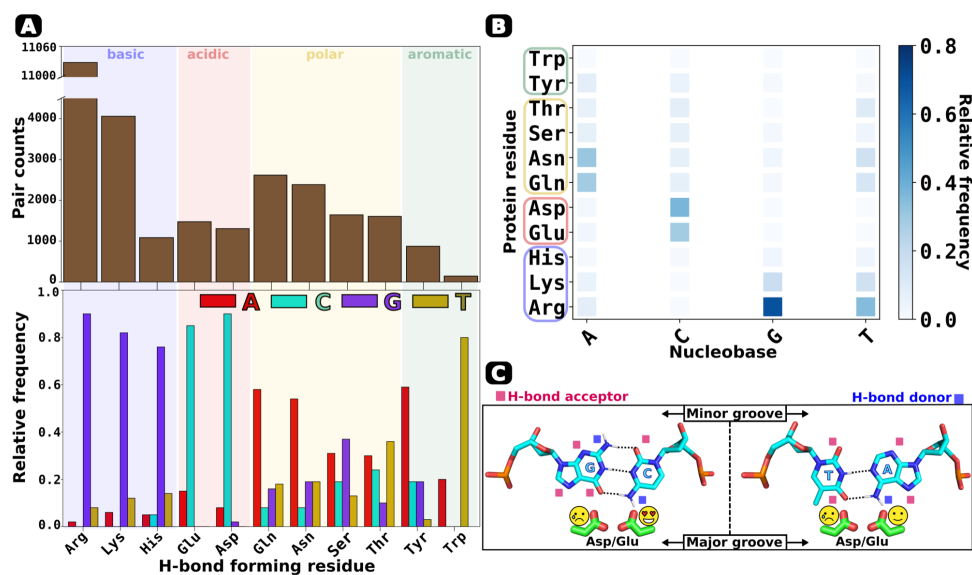 A
basic
acidic
polar
aromatic
11060
11000
4000
3000
2000
1000
0
Pair counts
1.0
0.8
0.6
0.4
0.2
0.0
Relative frequency
A
C
G
T
Arg
Lys
His
Glu
Asp
Gln
Asn
Ser
Thr
Tyr
Trp
H-bond forming residue
B
Protein residue
Trp
Tyr
Thr
Ser
Asn
Gln
Asp
Glu
His
Lys
Arg
A
C
G
T
Nucleobase
0.8
0.6
0.4
0.2
0.0
Relative frequency
C
H-bond acceptor
H-bond donor
Minor groove
G
C
T
A
Asp/Glu
Major groove
Asp/Glu